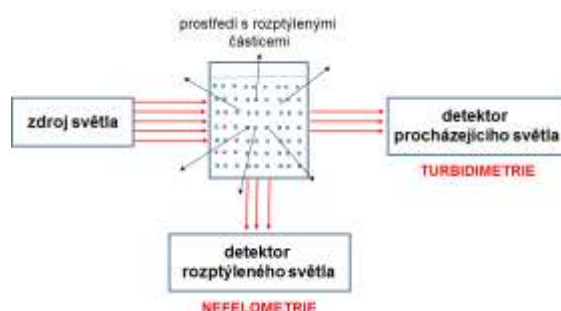 prostředí s rozptýlenými
částicemi
zdroj světla
detektor
procházejícího světla
TURBIDIMETRIE
detektor
rozptýleného světla
NEFELOMETRIE